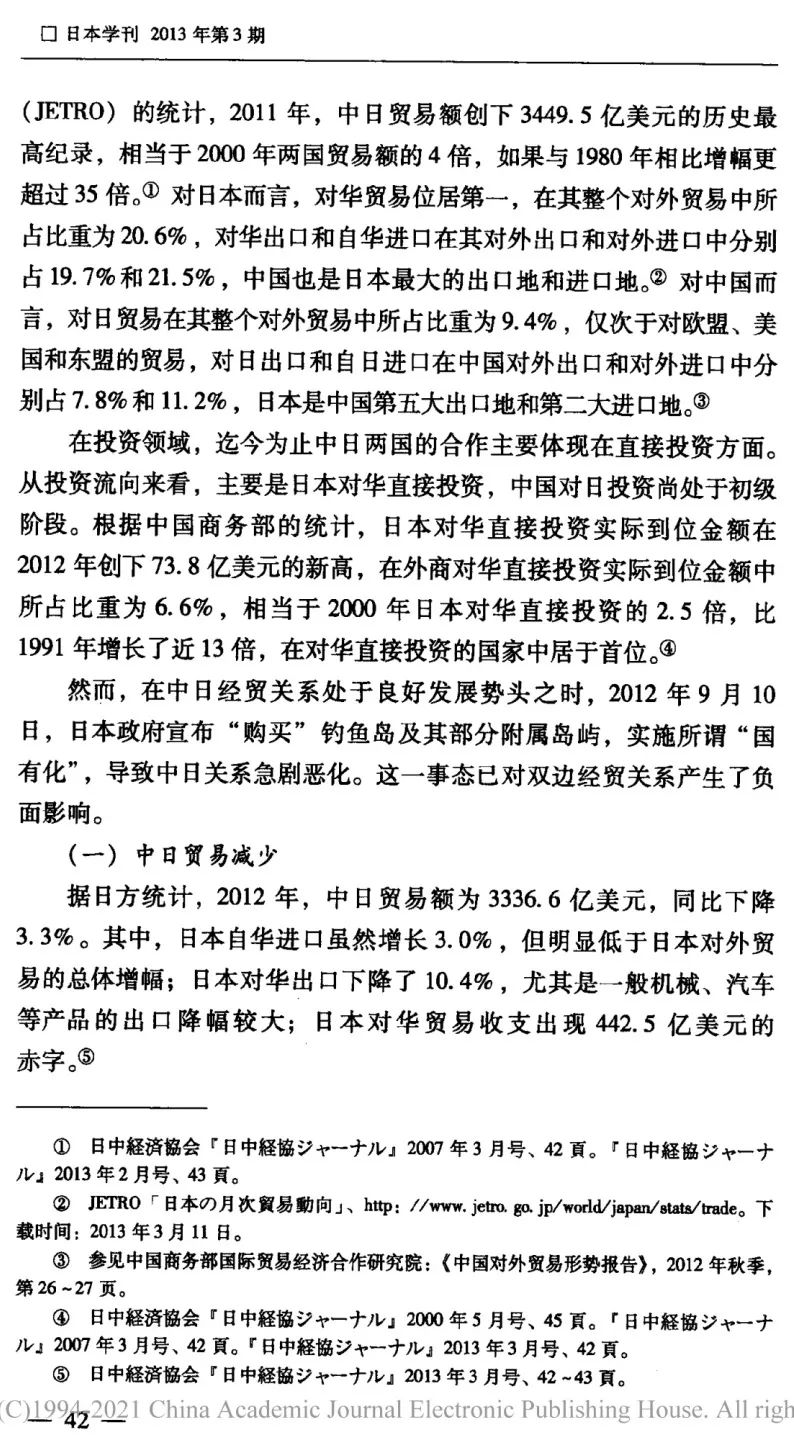 □ 日本学刊 2013 年第 3 期
(JETRO) 的统计，2011 年，中日贸易额创下 3449.5 亿美元的历史最
高纪录，相当于 2000 年两国贸易额的 4 倍，如果与 1980 年相比增幅更
超过 35 倍。① 对日本而言，对华贸易位居第一，在其整个对外贸易中所
占比重为 20.6%，对华出口和自华进口在其对外出口和对外进口中分别
占 19.7% 和 21.5%，中国也是日本最大的出口地和进口地。② 对中国而
言，对日贸易在其整个对外贸易中所占比重为 9.4%，仅次于对欧盟、美
国和东盟的贸易，对日出口和自日进口在中国对外出口和对外进口中分
别占 7.8% 和 11.2%，日本是中国第五大出口地和第二大进口地。③
在投资领域，迄今为止中日两国的合作主要体现在直接投资方面。
从投资流向来看，主要是日本对华直接投资，中国对日投资尚处于初级
阶段。根据中国商务部的统计，日本对华直接投资实际到位金额在
2012 年创下 73.8 亿美元的新高，在外商对华直接投资实际到位金额中
所占比重为 6.6%，相当于 2000 年日本对华直接投资的 2.5 倍，比
1991 年增长了近 13 倍，在对华直接投资的国家中居于首位。④
然而，在中日经贸关系处于良好发展势头之时，2012 年 9 月 10
日，日本政府宣布“购买”钓鱼岛及其部分附属岛屿，实施所谓“国
有化”，导致中日关系急剧恶化。这一事态已对双边经贸关系产生了负
面影响。
(一) 中日贸易减少
据日方统计，2012 年，中日贸易额为 3336.6 亿美元，同比下降
3.3%。其中，日本自华进口虽然增长 3.0%，但明显低于日本对外贸
易的总体增幅；日本对华出口下降了 10.4%，尤其是一般机械、汽车
等产品的出口降幅较大；日本对华贸易收支出现 442.5 亿美元的
赤字。⑤
① 日中経済協会『日中経協ジャーナル』2007 年 3 月号、42 頁。『日中経協ジャーナ
ル』2013 年 2 月号、43 頁。
② JETRO「日本の月次貿易動向」、http: //www. jetro. go. jp/world/japan/stats/trade。下
载时间：2013 年 3 月 11 日。
③ 参见中国商务部国际贸易经济合作研究院：《中国对外贸易形势报告》，2012 年秋季，
第 26~27 页。
④ 日中経済協会『日中経協ジャーナル』2000 年 5 月号、45 頁。『日中経協ジャーナ
ル』2007 年 3 月号、42 頁。『日中経協ジャーナル』2013 年 3 月号、42 頁。
⑤ 日中経済協会『日中経協ジャーナル』2013 年 3 月号、42~43 頁。
(C)1994-2021 China Academic Journal Electronic Publishing House. All righ
— 42 —